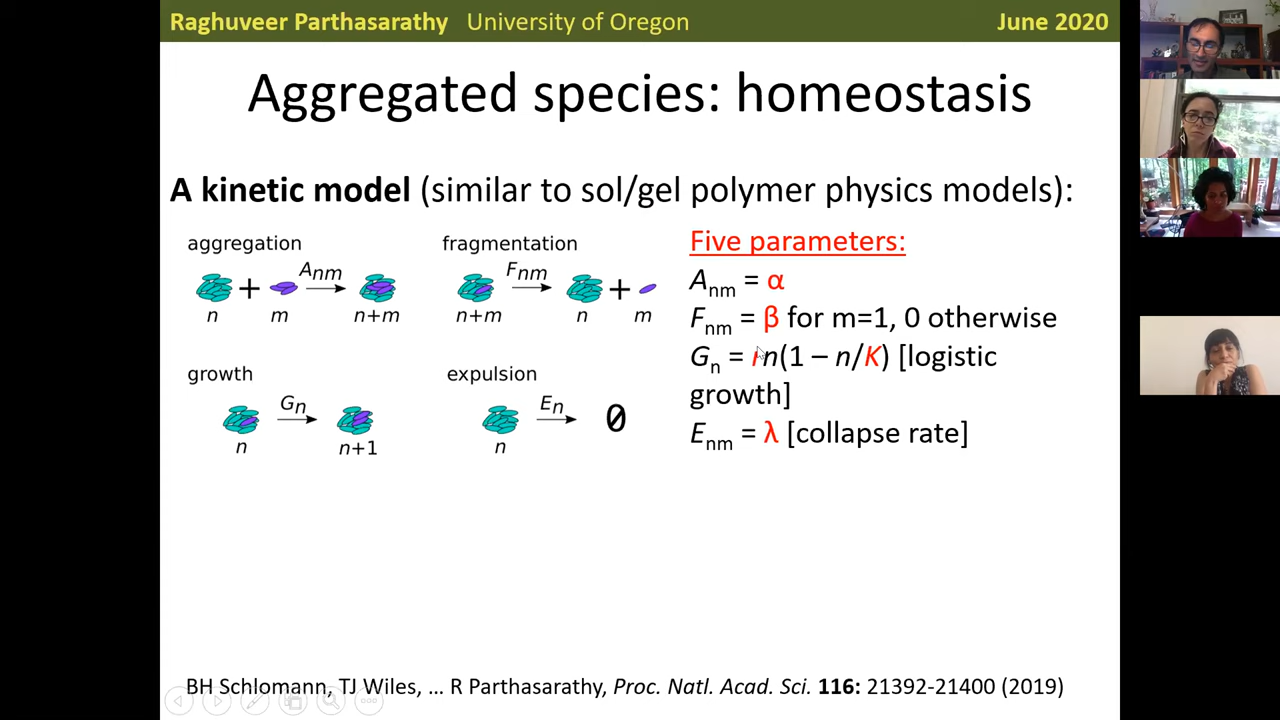 Raghuveer Parthasarathy University of Oregon June 2020
Aggregated species: homeostasis
A kinetic model (similar to sol/gel polymer physics models):
aggregation
Anm
n + m n+m
fragmentation
Fnm
n+m n + m
growth
Gn
n n+1
expulsion
En
n 0
Five parameters:
Anm = α
Fnm = β for m=1, 0 otherwise
Gn = rn(1 – n/K) [logistic
growth]
Enm = λ [collapse rate]
BH Schlomann, TJ Wiles, … R Parthasarathy, Proc. Natl. Acad. Sci. 116: 21392-21400 (2019)